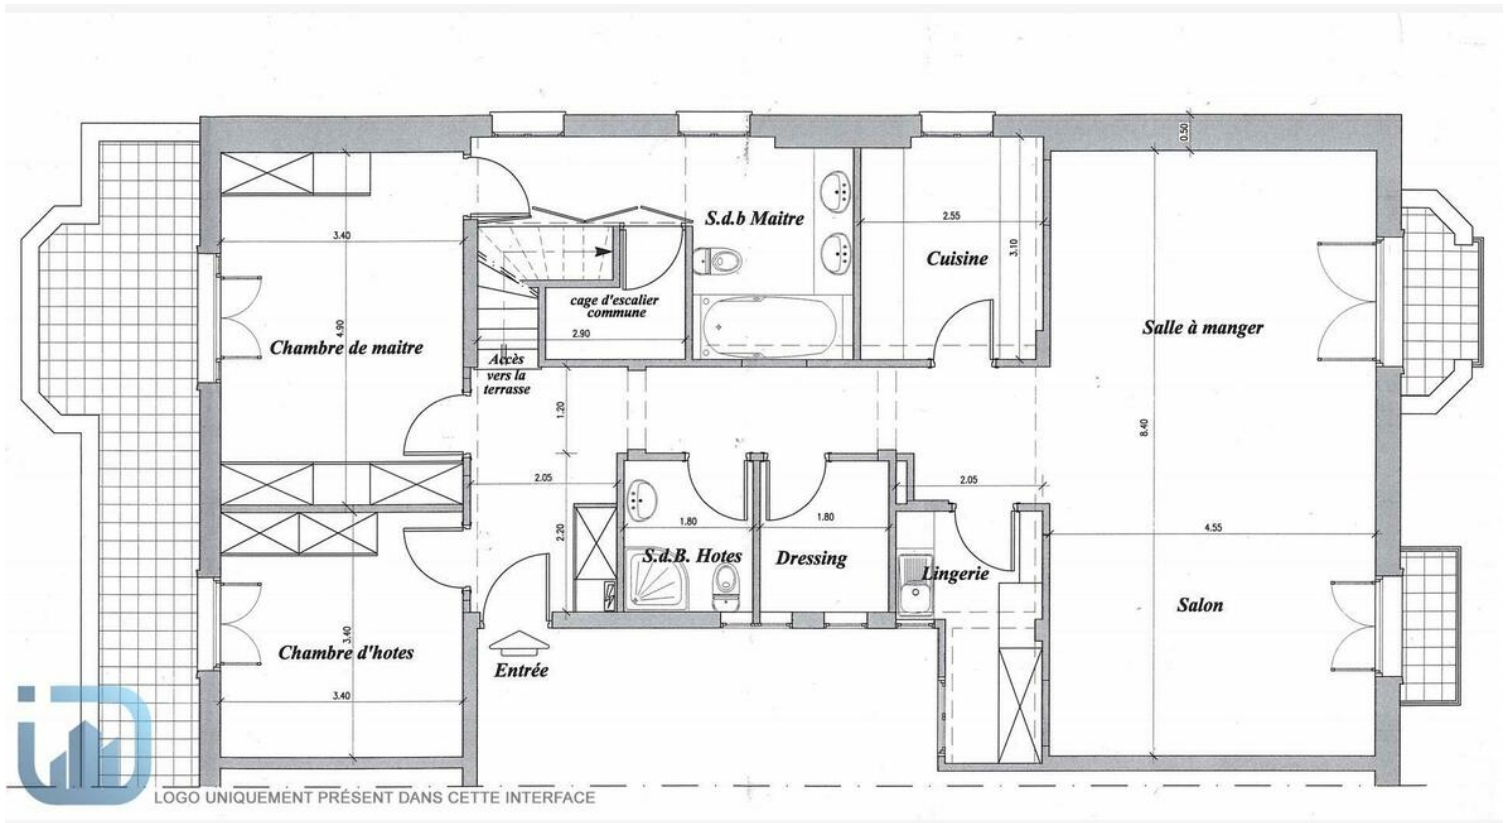 0.50
3.40
S.d.b Maitre
2.55
Cuisine
3.10
cage d'escalier
commune
2.90
4.90
Chambre de maitre
Salle à manger
Accès
vers la
terrasse
1.20
8.40
2.05
2.05
1.80
1.80
2.20
4.55
S.d.B. Hotes
Dressing
Lingerie
Salon
3.40
Chambre d'hotes
Entrée
3.40
iD
LOGO UNIQUEMENT PRÉSENT DANS CETTE INTERFACE